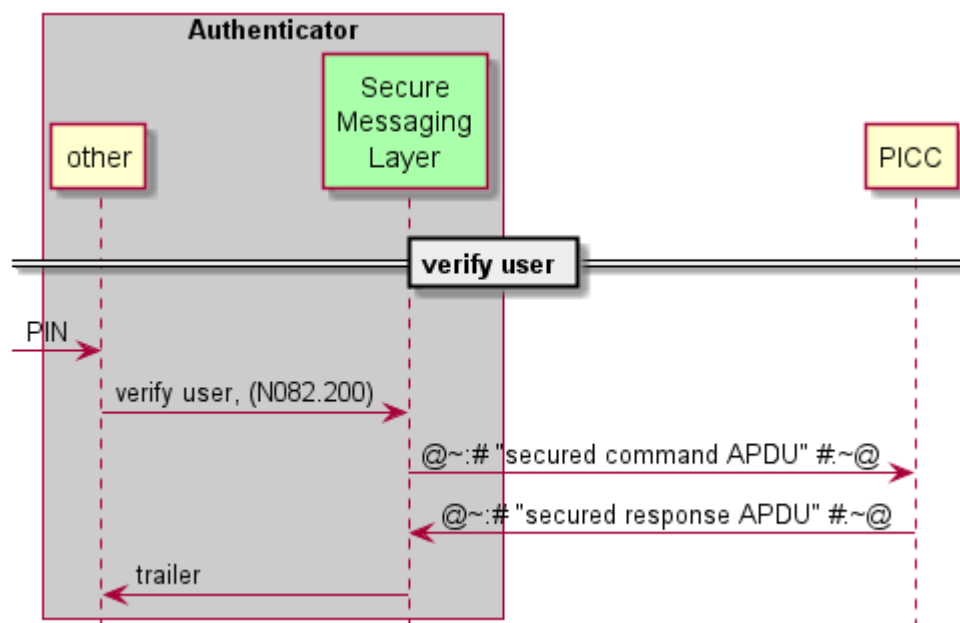 Authenticator
Secure
Messaging
Layer
other
PICC
verify user
PIN
verify user, (N082.200)
@~:# "secured command APDU" #:~@
@~:# "secured response APDU" #:~@
trailer